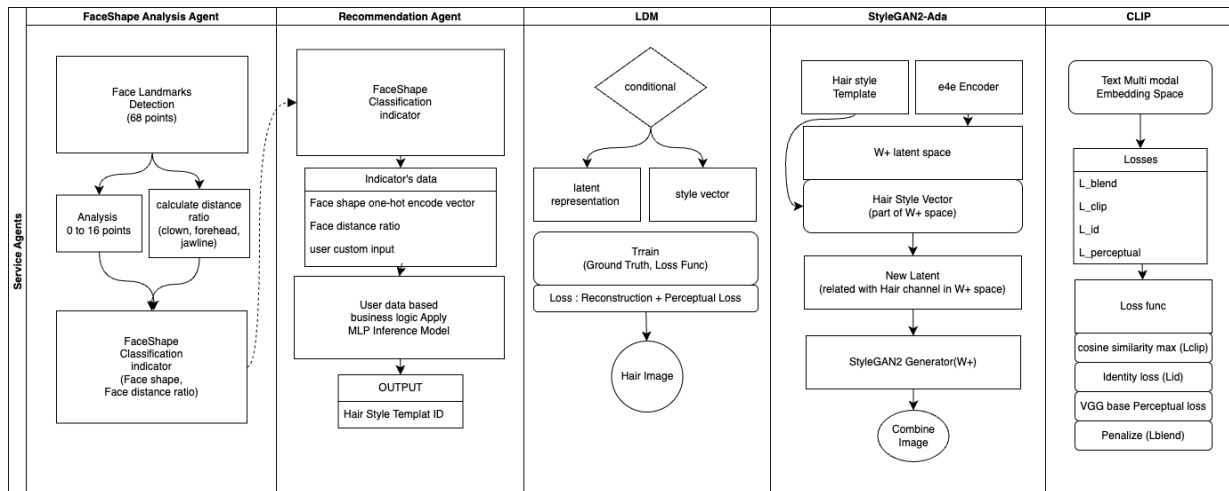 FaceShape Analysis Agent
Recommendation Agent
LDM
StyleGAN2-Ada
CLIP
Service Agents
Face Landmarks
Detection
(68 points)
Analysis
0 to 16 points
calculate distance
ratio
(clown, forehead,
jawline)
FaceShape
Classification
indicator
(Face shape,
Face distance ratio)
FaceShape
Classification
indicator
Indicator's data
Face shape one-hot encode vector
Face distance ratio
user custom input
User data based
business logic Apply
MLP Inference Model
OUTPUT
Hair Style Templat ID
conditional
latent
representation
style vector
Trrain
(Ground Truth, Loss Func)
Loss : Reconstruction + Perceptual Loss
Hair Image
Hair style
Template
e4e Encoder
W+ latent space
Hair Style Vector
(part of W+ space)
New Latent
(related with Hair channel in W+ space)
StyleGAN2 Generator(W+)
Combine
Image
Text Multi modal
Embedding Space
Losses
L_blend
L_clip
L_id
L_perceptual
Loss func
cosine similarity max (Lclip)
Identity loss (Lid)
VGG base Perceptual loss
Penalize (Lblend)